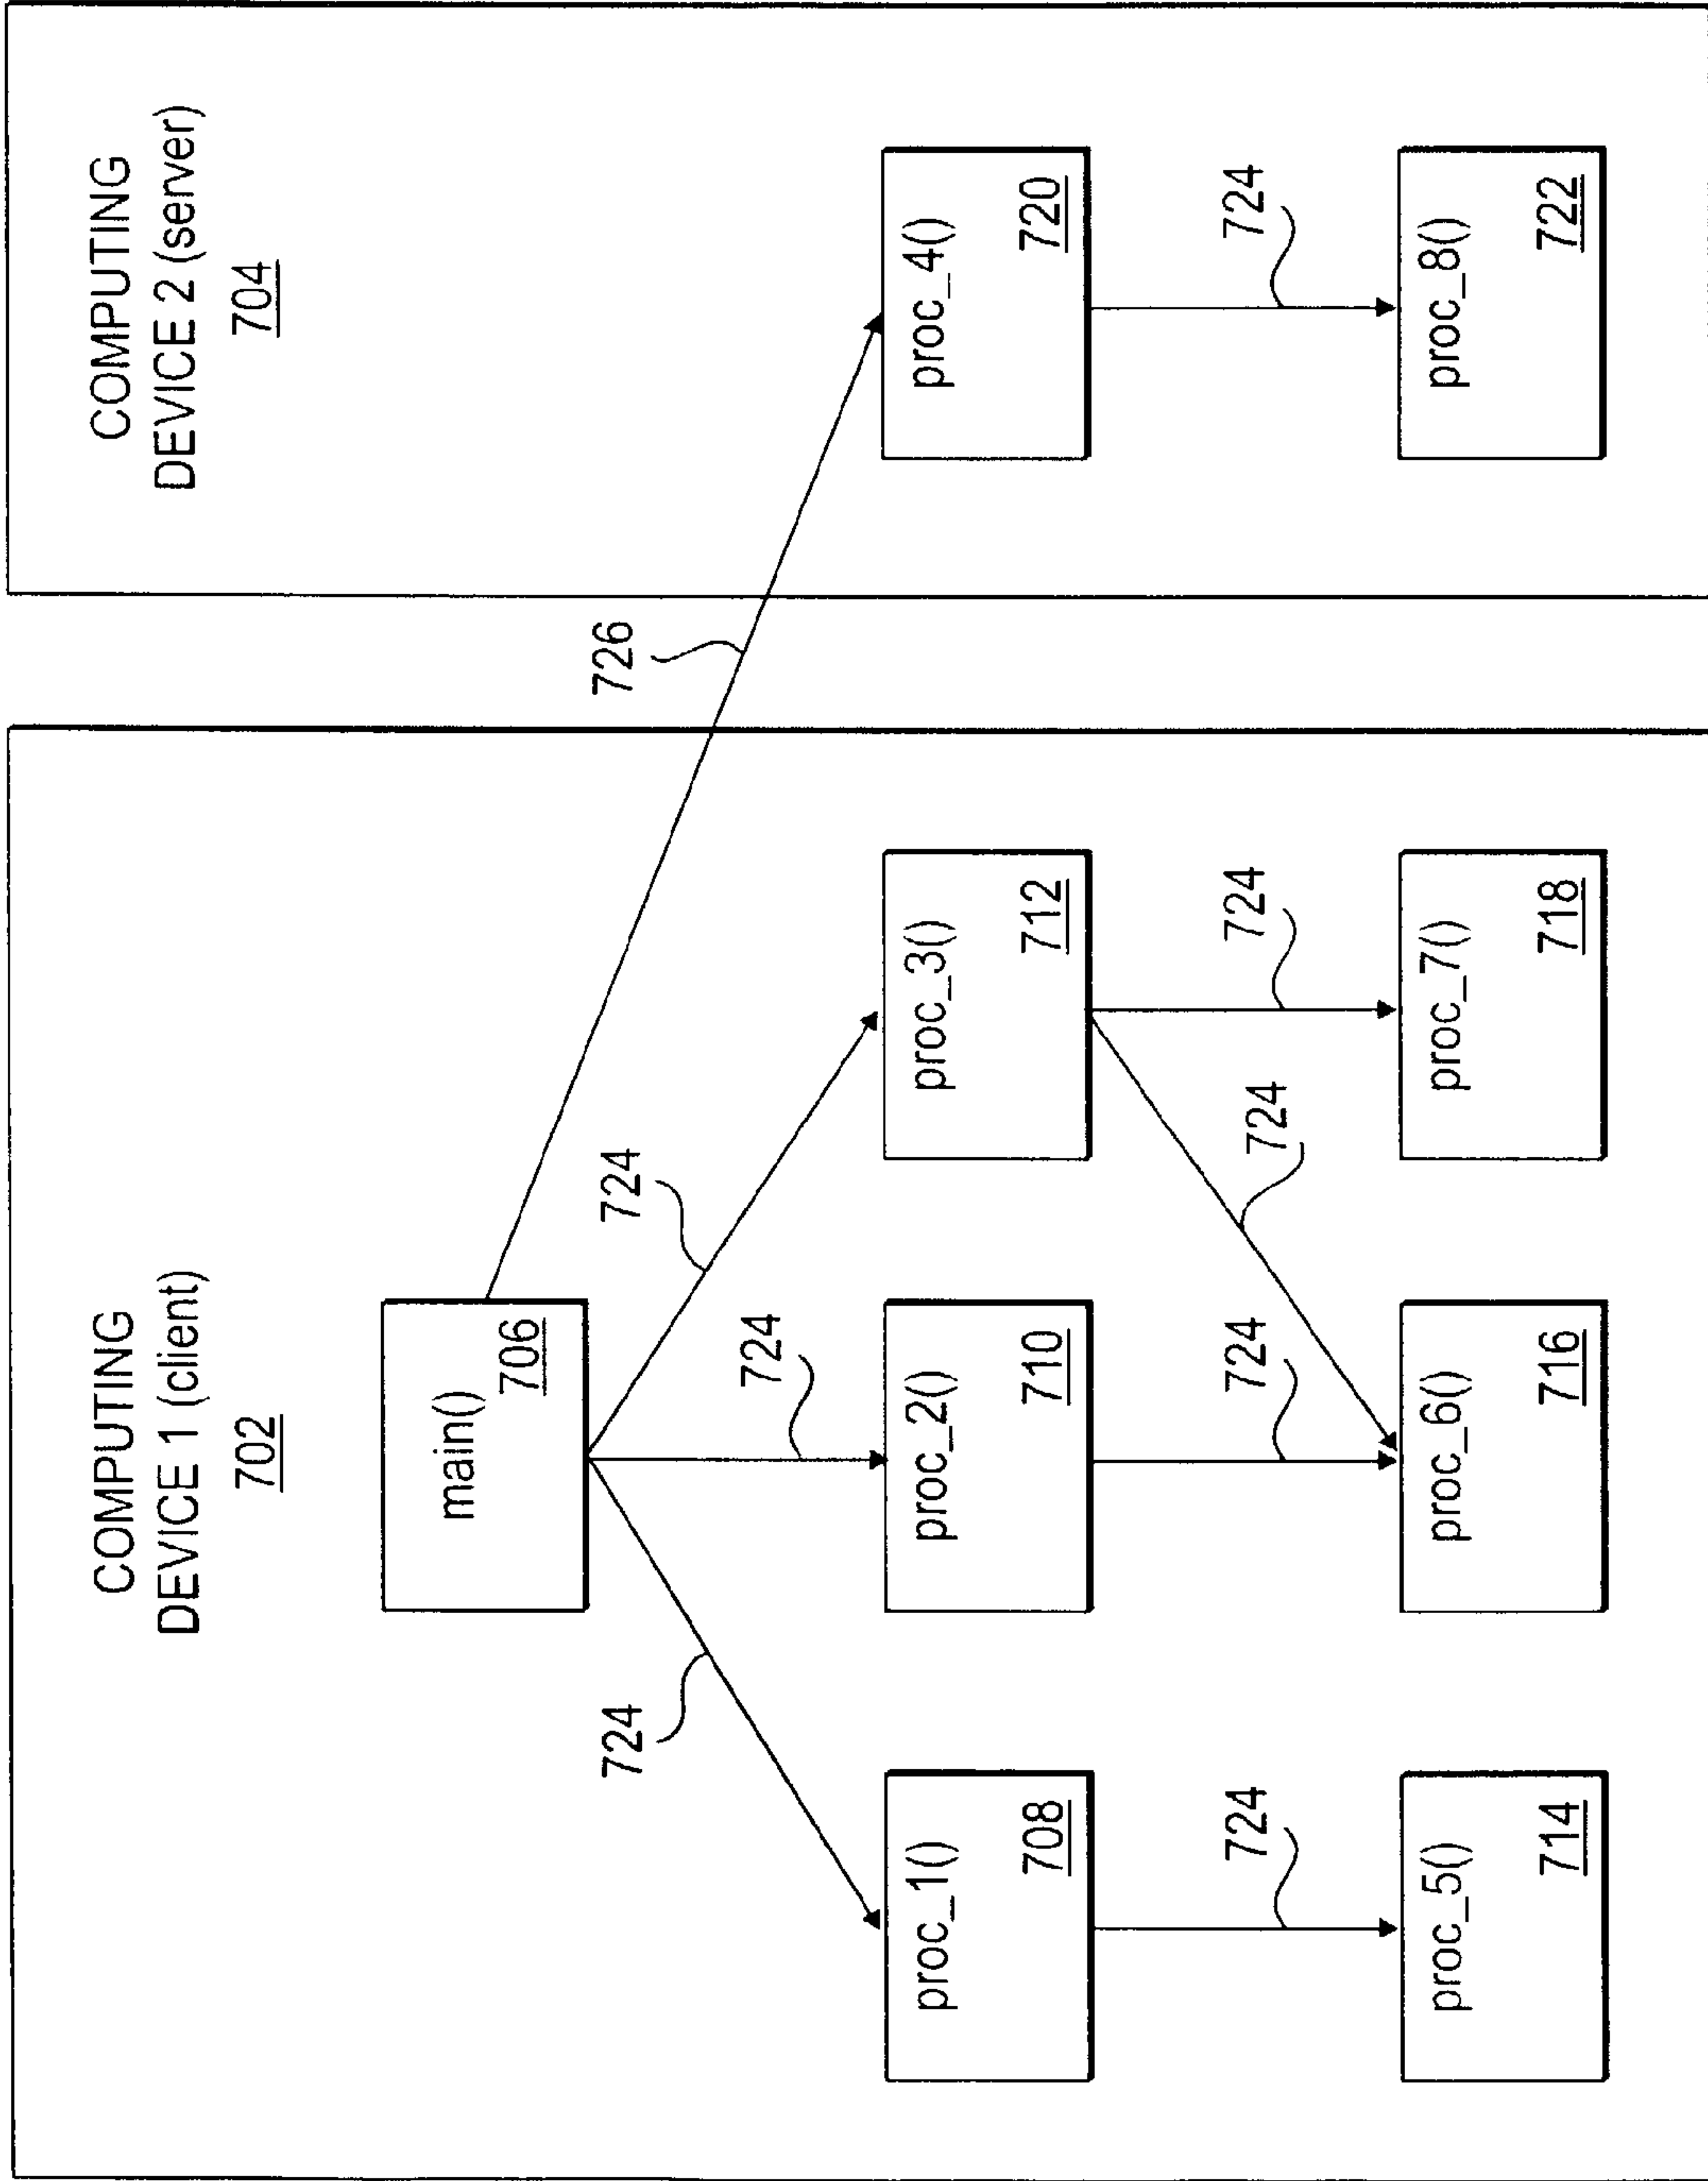 COMPUTING
DEVICE 1 (client)
702
COMPUTING
DEVICE 2 (server)
704
main()
706
726
724
724
724
proc_1()
708
proc_2()
710
proc_3()
712
proc_4()
720
724
724
724
724
724
proc_5()
714
proc_6()
716
proc_7()
718
proc_8()
722